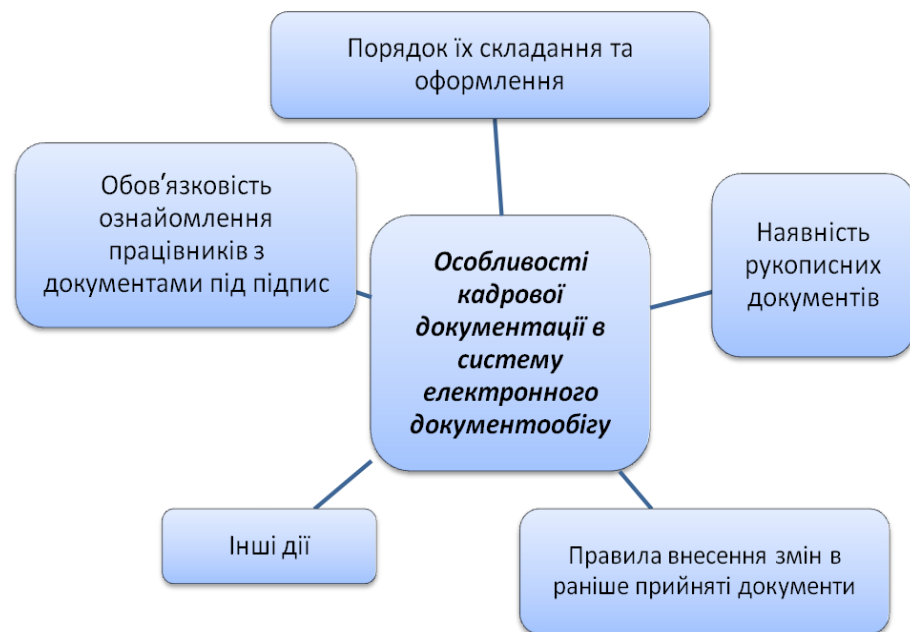 Порядок їх складання та
оформлення
Обов’язковість
ознайомлення
працівників з
документами під підпис
Особливості
кадрової
документації в
систему
електронного
документообігу
Наявність
рукописних
документів
Інші дії
Правила внесення змін в
раніше прийняті документи